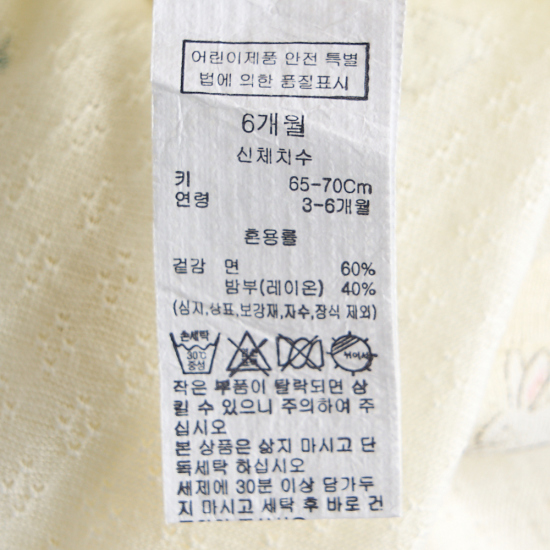 어린이제품 안전 특별
법에 의한 품질표시
6개월
신체치수
키 65-70Cm
연령 3-6개월
혼용률
겉감 면 60%
밤부(레이온) 40%
(심지,상표,보강재,자수,장식 제외)
손세탁
30℃
중성
뉘어서
작은 부품이 탈락되면 삼
킬 수 있으니 주의하여 주
십시오
본 상품은 삶지 마시고 단
독세탁 하십시오
세제에 30분 이상 담가두
지 마시고 세탁 후 바로 건